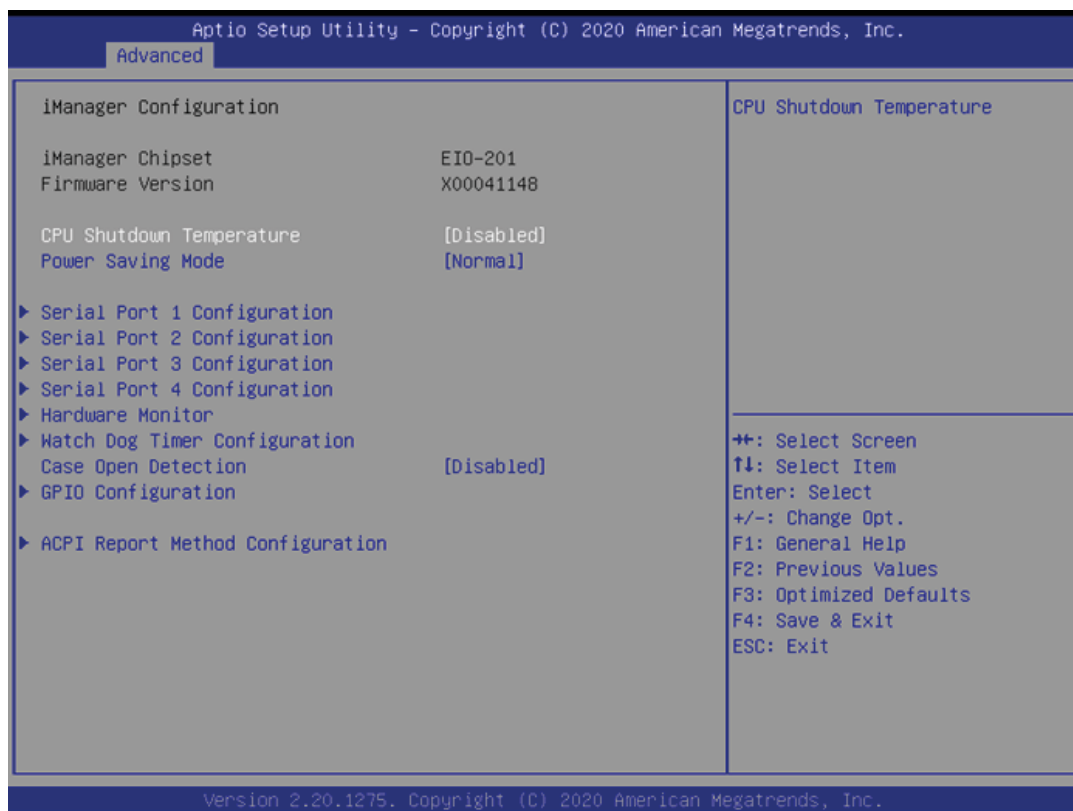 Aptio Setup Utility – Copyright (C) 2020 American Megatrends, Inc.
Advanced
iManager Configuration
iManager Chipset EIO-201
Firmware Version X00041148
CPU Shutdown Temperature [Disabled]
Power Saving Mode [Normal]
▶ Serial Port 1 Configuration
▶ Serial Port 2 Configuration
▶ Serial Port 3 Configuration
▶ Serial Port 4 Configuration
▶ Hardware Monitor
▶ Watch Dog Timer Configuration
Case Open Detection [Disabled]
▶ GPIO Configuration
▶ ACPI Report Method Configuration
CPU Shutdown Temperature
→←: Select Screen
↑↓: Select Item
Enter: Select
+/-: Change Opt.
F1: General Help
F2: Previous Values
F3: Optimized Defaults
F4: Save & Exit
ESC: Exit
Version 2.20.1275. Copyright (C) 2020 American Megatrends, Inc.